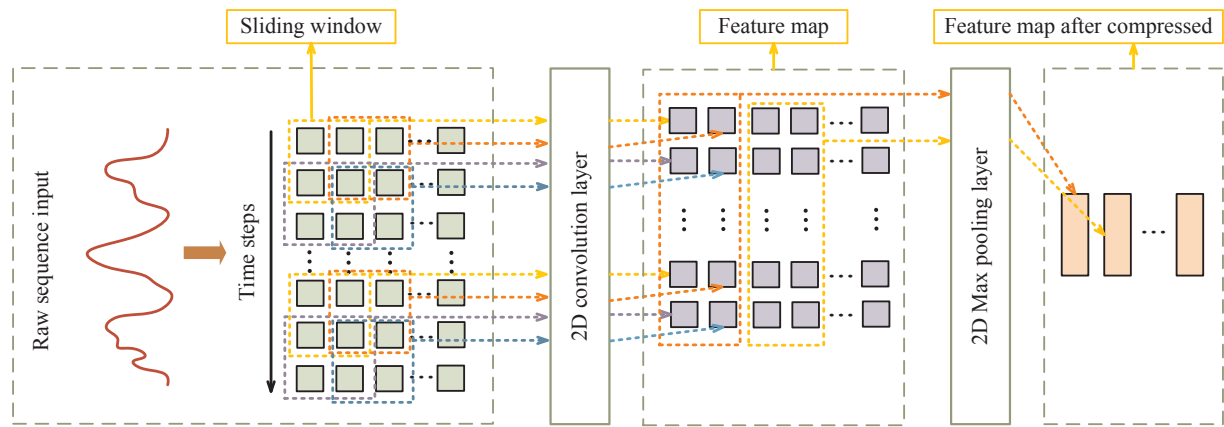 Sliding window
Feature map
Feature map after compressed
Raw sequence input
Time steps
2D convolution layer
2D Max pooling layer